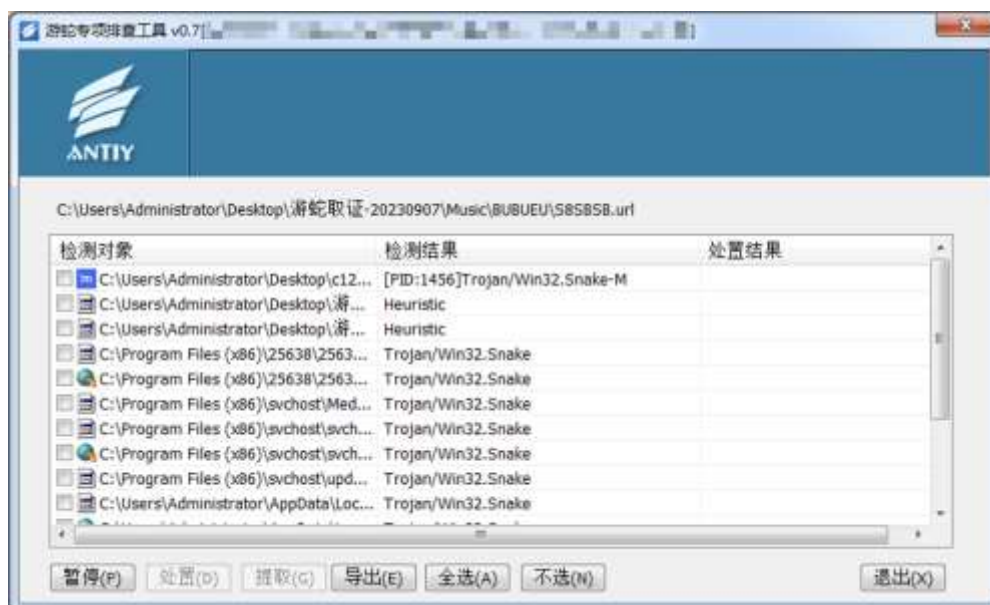 游蛇专项排查工具 v0.7[
ANTIY
C:\Users\Administrator\Desktop\游蛇取证-20230907\Music\BUBUEU\S8S8S8.url
检测对象 检测结果 处置结果
C:\Users\Administrator\Desktop\c12... [PID:1456]Trojan/Win32.Snake-M
C:\Users\Administrator\Desktop\游... Heuristic
C:\Users\Administrator\Desktop\游... Heuristic
C:\Program Files (x86)\25638\2563... Trojan/Win32.Snake
C:\Program Files (x86)\25638\2563... Trojan/Win32.Snake
C:\Program Files (x86)\svchost\Med... Trojan/Win32.Snake
C:\Program Files (x86)\svchost\svch... Trojan/Win32.Snake
C:\Program Files (x86)\svchost\svch... Trojan/Win32.Snake
C:\Program Files (x86)\svchost\upd... Trojan/Win32.Snake
C:\Users\Administrator\AppData\Loc... Trojan/Win32.Snake
暂停(P) 处置(D) 提取(G) 导出(E) 全选(A) 不选(N) 退出(X)